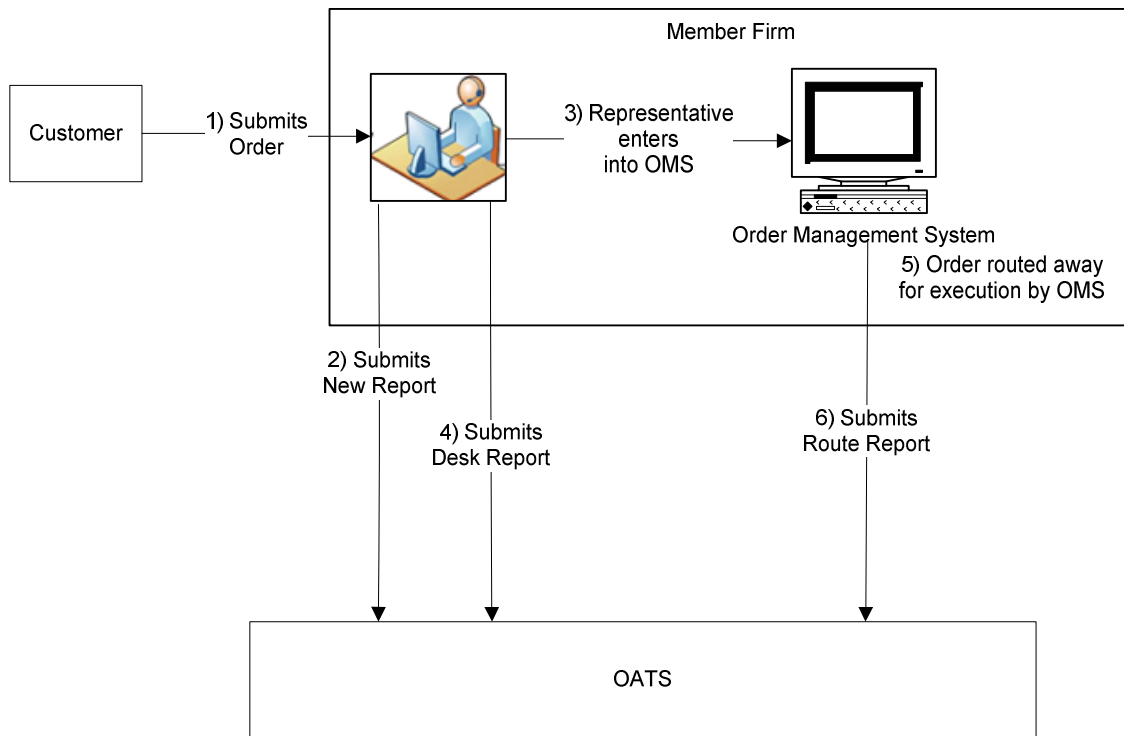 Member Firm
Customer
1) Submits
Order
3) Representative
enters
into OMS
Order Management System
5) Order routed away
for execution by OMS
2) Submits
New Report
4) Submits
Desk Report
6) Submits
Route Report
OATS